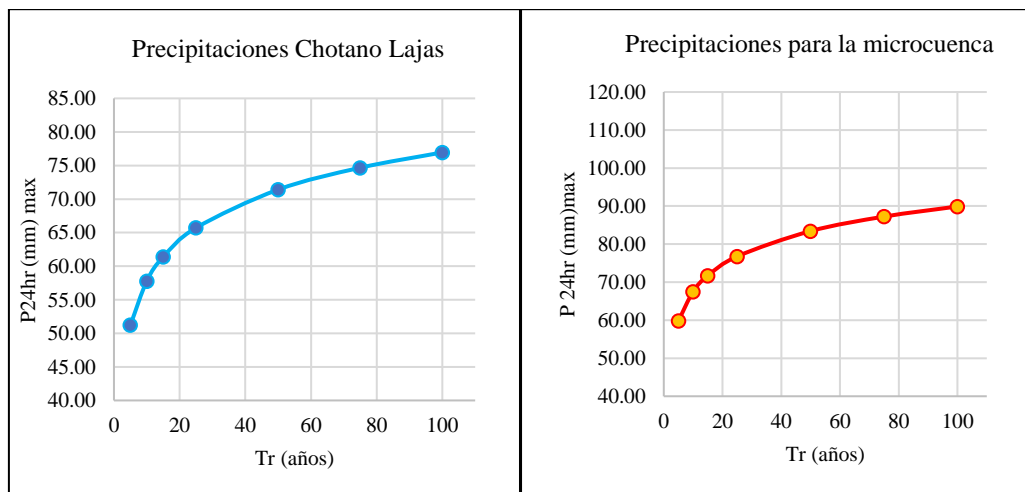 Precipitaciones Chotano Lajas
P24hr (mm) max
85.00
80.00
75.00
70.00
65.00
60.00
55.00
50.00
45.00
40.00
0 20 40 60 80 100
Tr (años)
Precipitaciones para la microcuenca
P 24hr (mm)max
120.00
110.00
100.00
90.00
80.00
70.00
60.00
50.00
40.00
0 20 40 60 80 100
Tr (años)